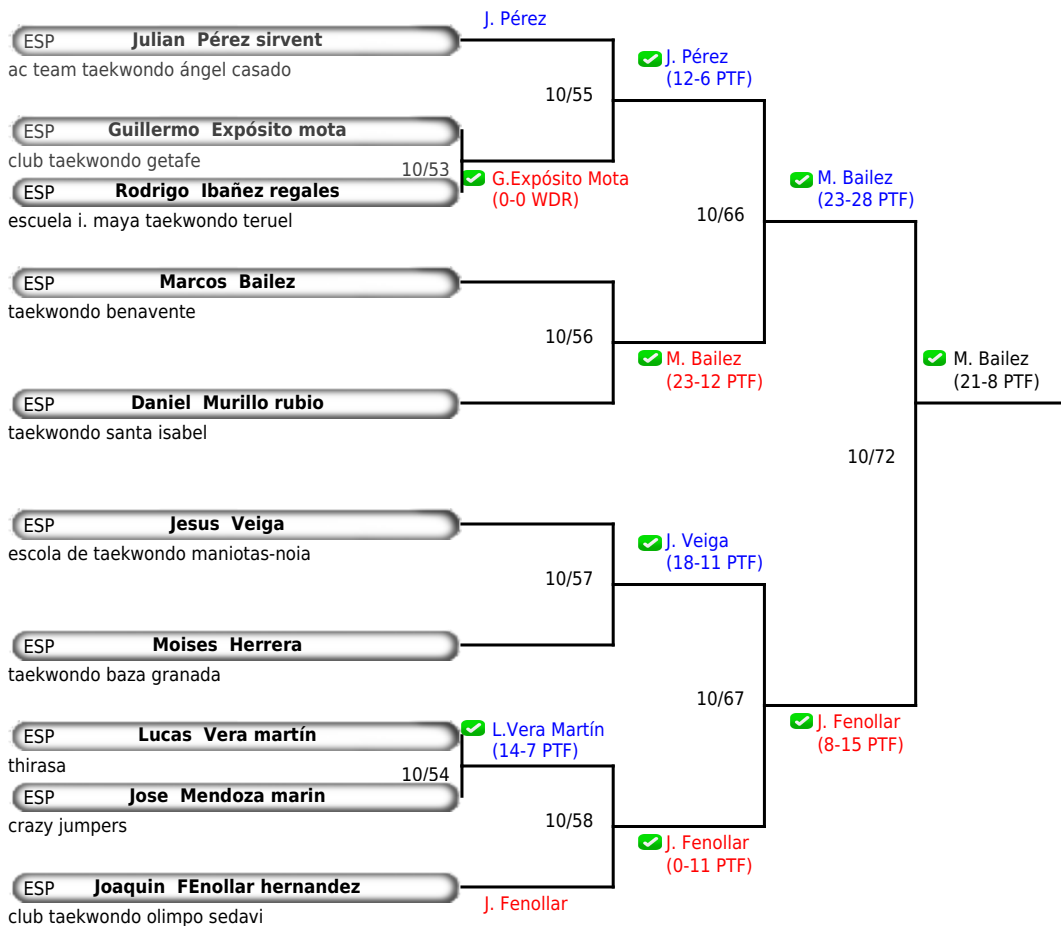 J. Pérez
ESP Julian Pérez sirvent
ac team taekwondo ángel casado
J. Pérez
(12-6 PTF)
10/55
ESP Guillermo Expósito mota
club taekwondo getafe
10/53
G.Expósito Mota
(0-0 WDR)
ESP Rodrigo Ibañez regales
escuela i. maya taekwondo teruel
M. Bailez
(23-28 PTF)
10/66
ESP Marcos Bailez
taekwondo benavente
10/56
M. Bailez
(23-12 PTF)
M. Bailez
(21-8 PTF)
ESP Daniel Murillo rubio
taekwondo santa isabel
10/72
ESP Jesus Veiga
escola de taekwondo maniotas-noia
J. Veiga
(18-11 PTF)
10/57
ESP Moises Herrera
taekwondo baza granada
10/67
J. Fenollar
(8-15 PTF)
ESP Lucas Vera martín
thirasa
L.Vera Martín
(14-7 PTF)
10/54
ESP Jose Mendoza marin
crazy jumpers
10/58
J. Fenollar
(0-11 PTF)
ESP Joaquin FEnollar hernandez
club taekwondo olimpo sedavi
J. Fenollar